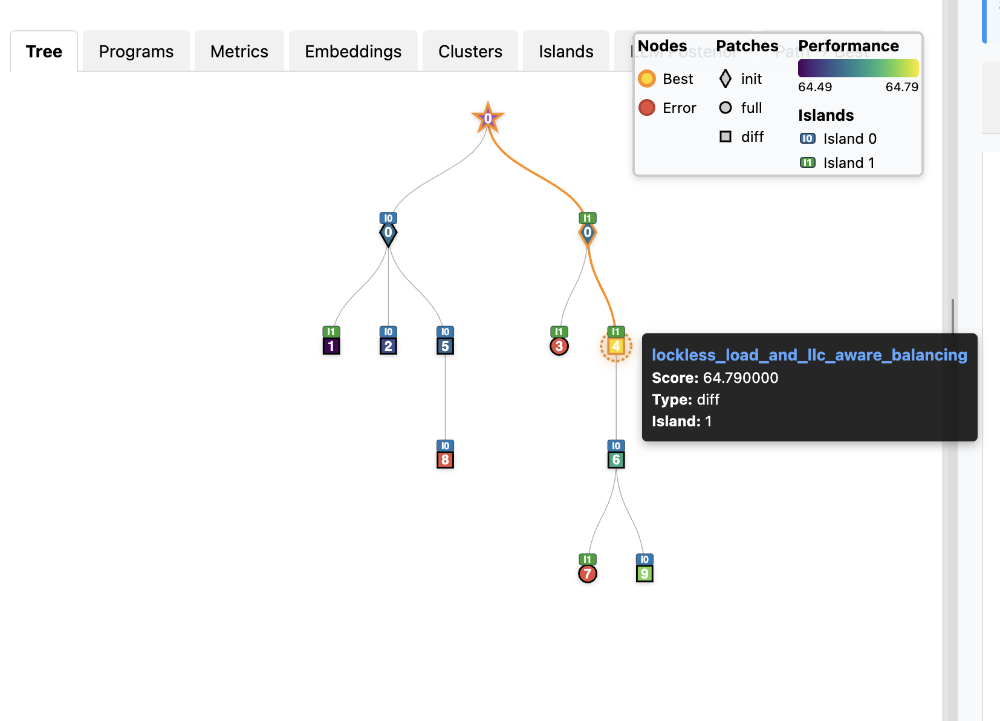 Tree
Programs
Metrics
Embeddings
Clusters
Islands
LLM Posterior
Path → Best
Nodes
Best
Error
Patches
init
full
diff
Performance
64.49 64.79
Islands
I0 Island 0
I1 Island 1
0
I0
0
I1
0
I1
1
I0
2
I0
5
I1
3
I1
4
lockless_load_and_llc_aware_balancing
Score: 64.790000
Type: diff
Island: 1
I0
8
I0
6
I1
7
I0
9